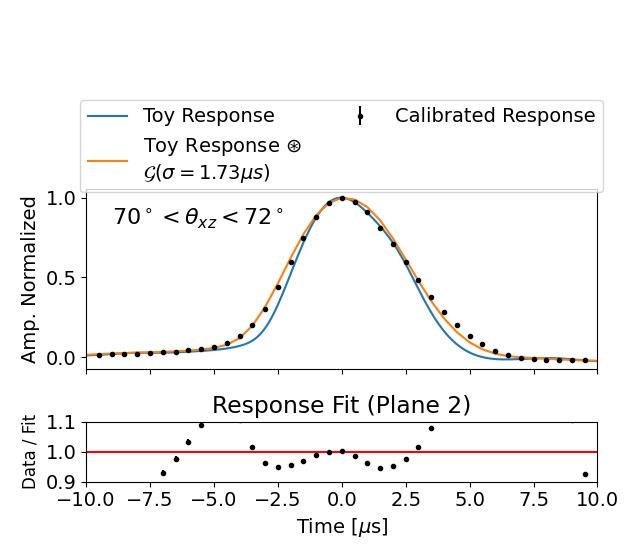 Toy Response
Calibrated Response
Toy Response ⊛
𝒢(σ = 1.73μs)
1.0
70° < θxz < 72°
0.5
0.0
Amp. Normalized
Response Fit (Plane 2)
1.1
1.0
0.9
Data / Fit
−10.0 −7.5 −5.0 −2.5 0.0 2.5 5.0 7.5 10.0
Time [μs]